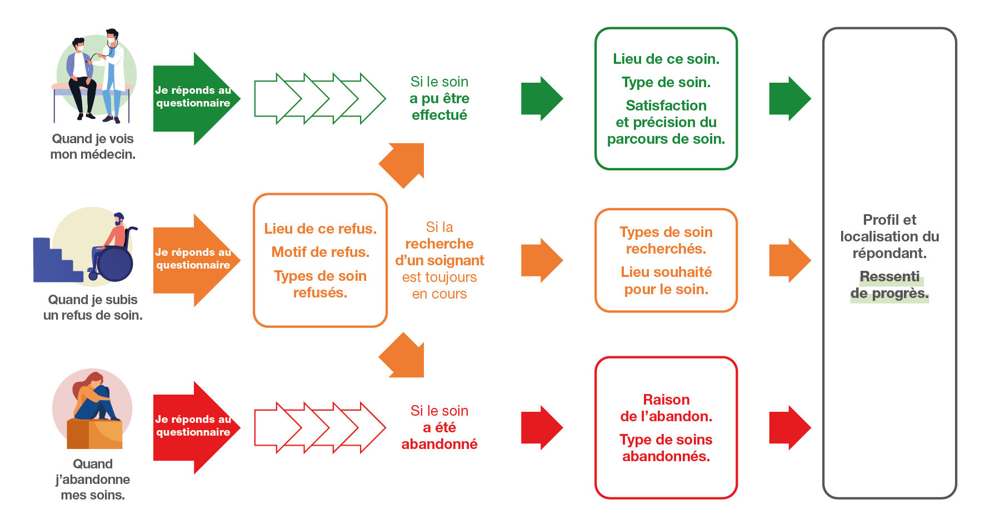 Quand je vois
mon médecin.
Je réponds au
questionnaire
Si le soin
a pu être
effectué
Lieu de ce soin.
Type de soin.
Satisfaction
et précision du
parcours de soin.
Quand je subis
un refus de soin.
Je réponds au
questionnaire
Lieu de ce refus.
Motif de refus.
Types de soin
refusés.
Si la
recherche
d’un soignant
est toujours
en cours
Types de soin
recherchés.
Lieu souhaité
pour le soin.
Quand
j’abandonne
mes soins.
Je réponds au
questionnaire
Si le soin
a été
abandonné
Raison
de l’abandon.
Type de soins
abandonnés.
Profil et
localisation du
répondant.
Ressenti
de progrès.